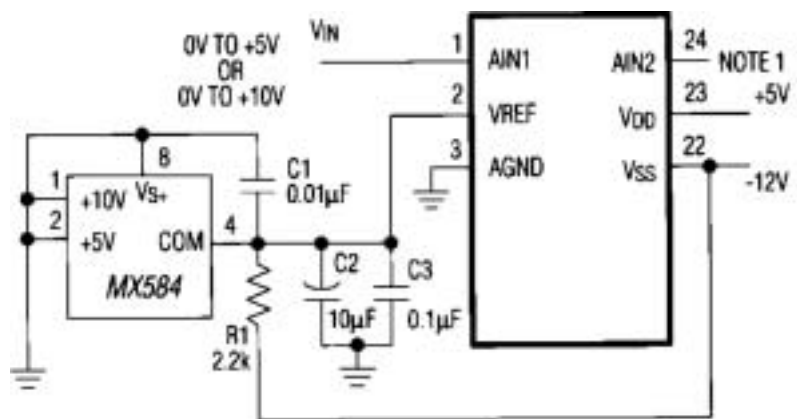 0V TO +5V
OR
0V TO +10V
VIN
1
AIN1
AIN2
24
NOTE 1
2
VREF
VDD
23
+5V
3
AGND
VSS
22
-12V
8
VS+
1
+10V
2
+5V
COM
4
MX584
C1
0.01µF
C2
10µF
C3
0.1µF
R1
2.2k